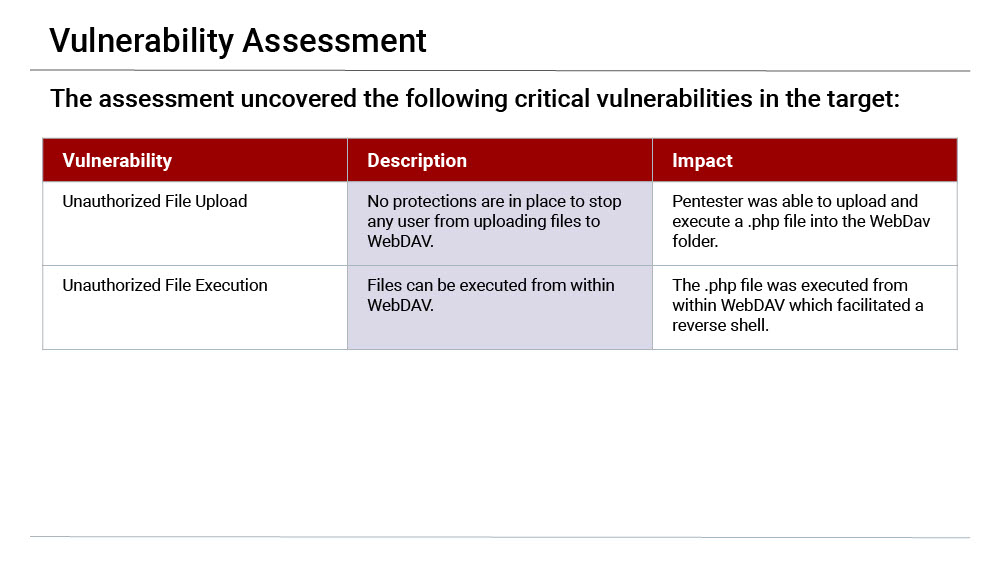 Vulnerability Assessment
The assessment uncovered the following critical vulnerabilities in the target:
Vulnerability
Description
Impact
Unauthorized File Upload
No protections are in place to stop
any user from uploading files to
WebDAV.
Pentester was able to upload and
execute a .php file into the WebDav
folder.
Unauthorized File Execution
Files can be executed from within
WebDAV.
The .php file was executed from
within WebDAV which facilitated a
reverse shell.